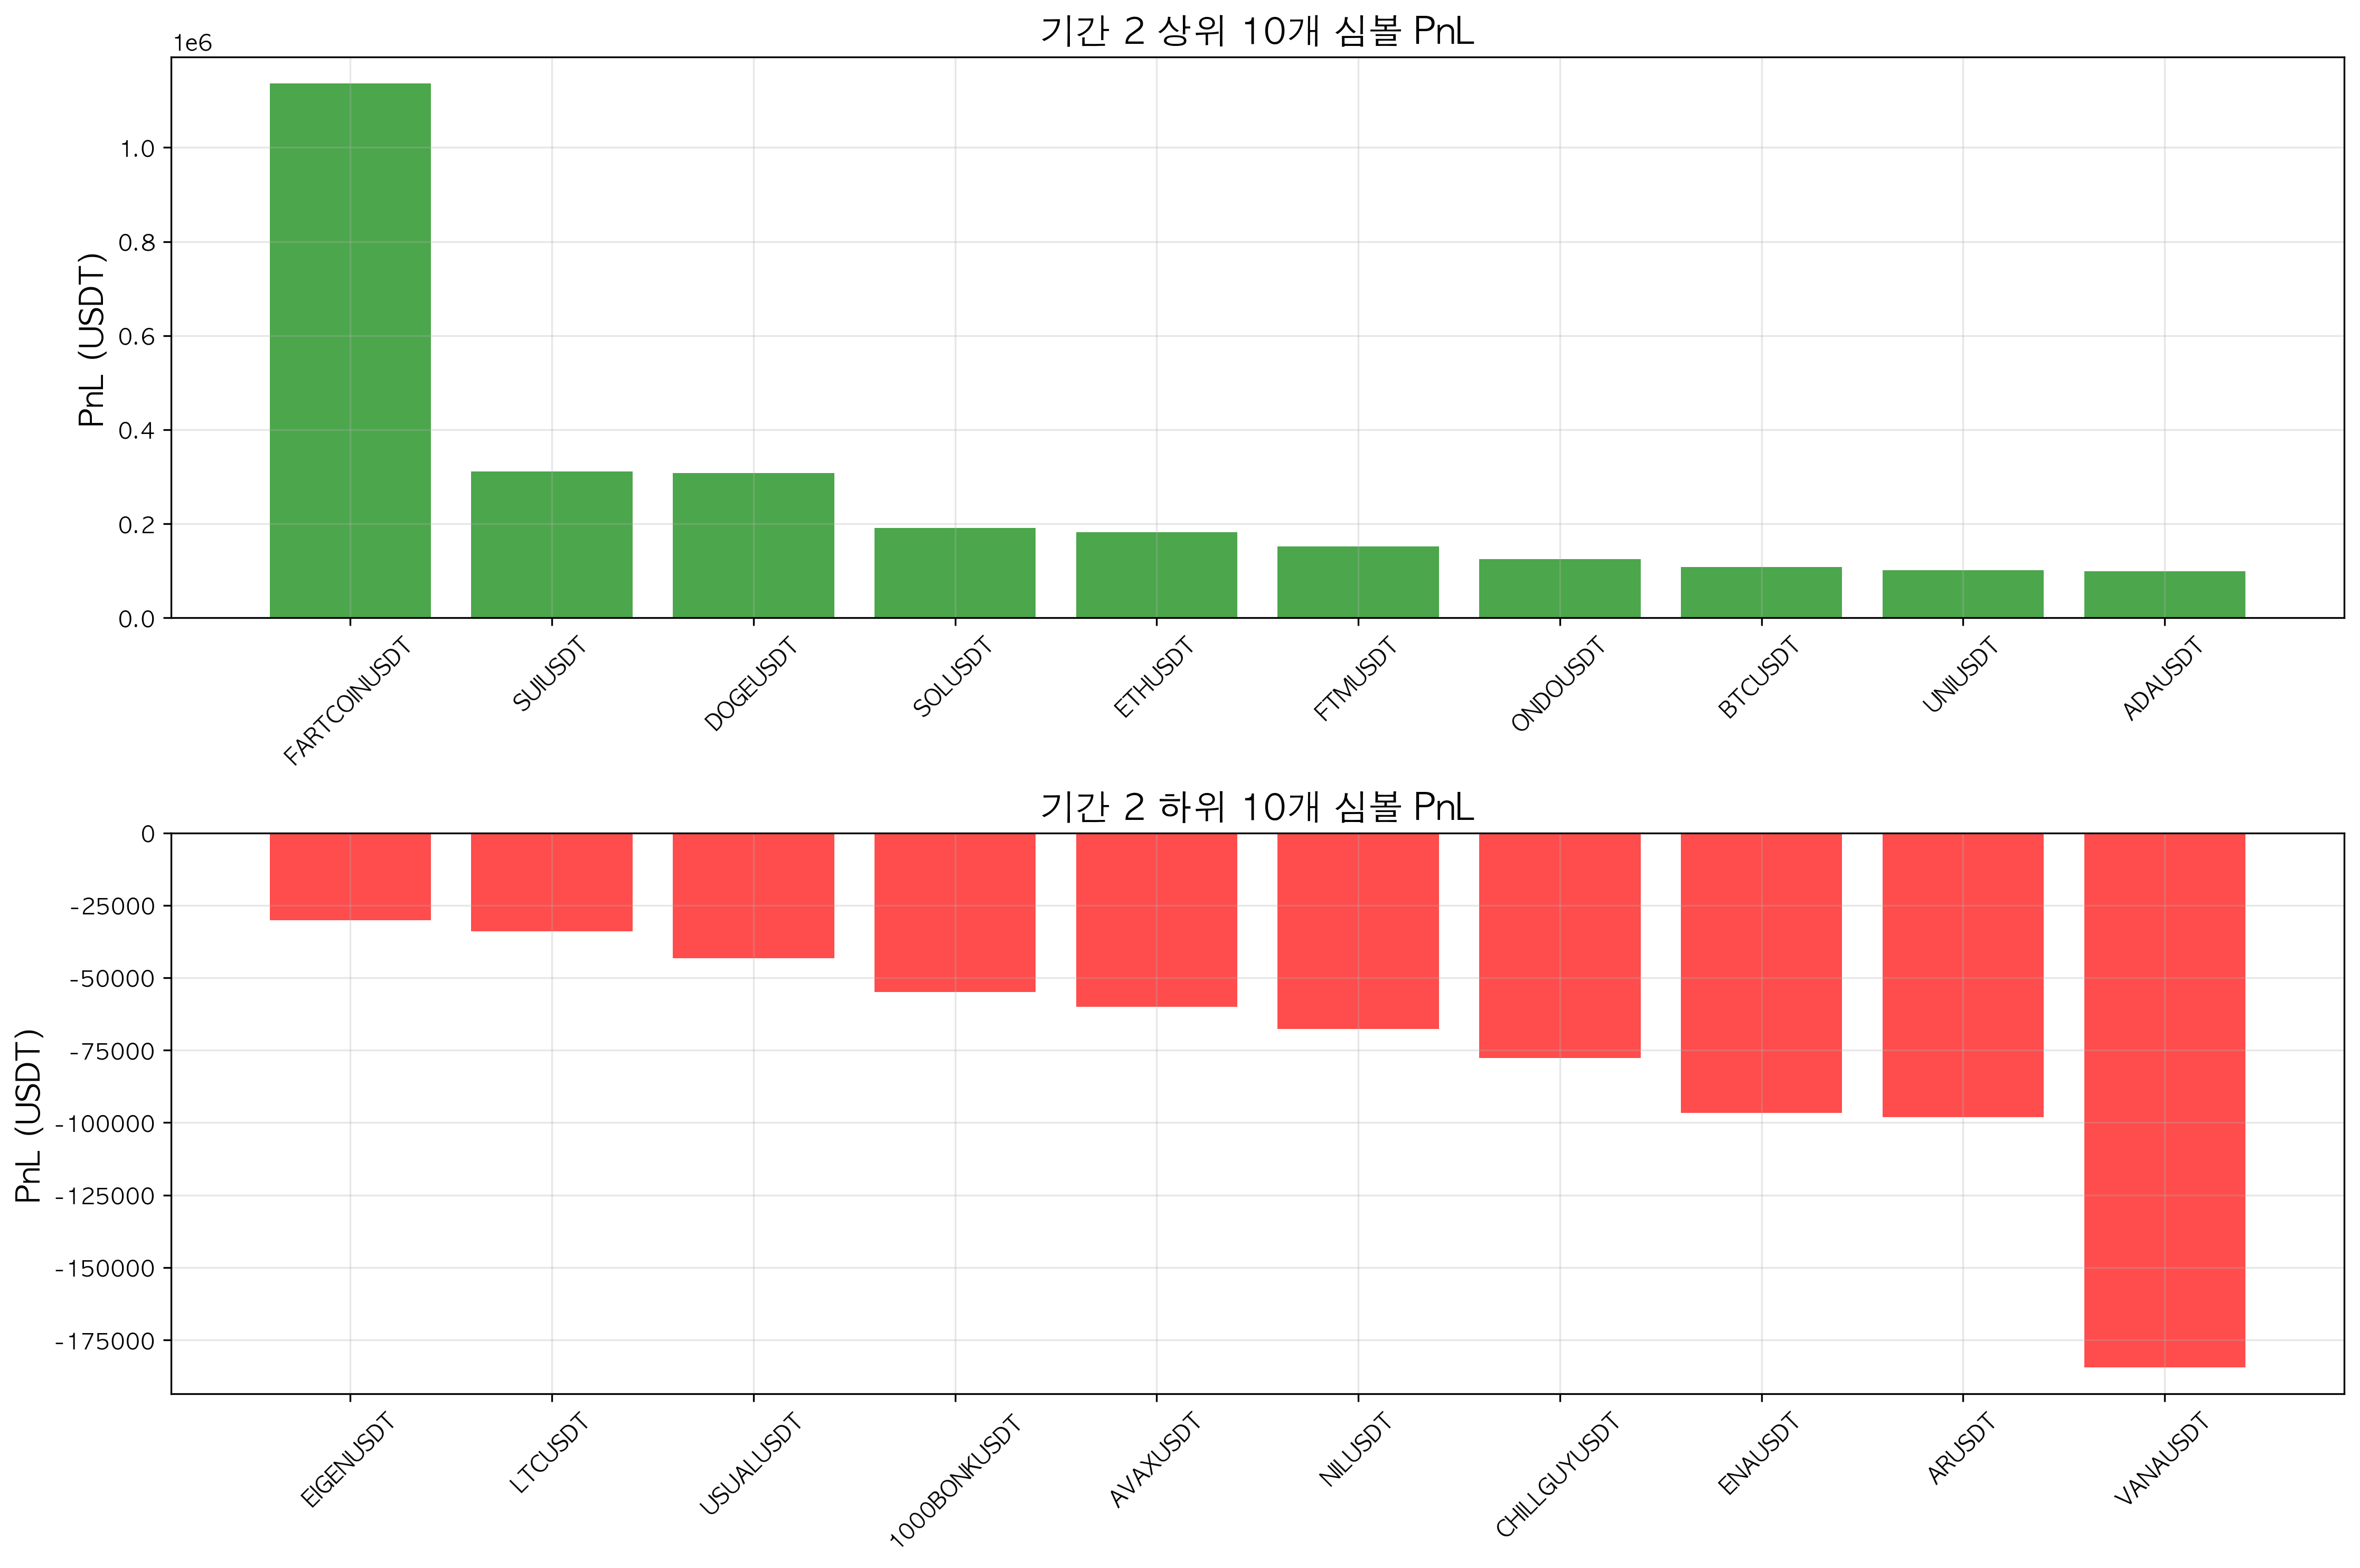 기간 2 상위 10개 심볼 PnL
1e6
PnL (USDT)
1.0
0.8
0.6
0.4
0.2
0.0
FARTCOINUSDT
SUIUSDT
DOGEUSDT
SOLUSDT
ETHUSDT
FTMUSDT
ONDOUSDT
BTCUSDT
UNIUSDT
ADAUSDT
기간 2 하위 10개 심볼 PnL
PnL (USDT)
0
-25000
-50000
-75000
-100000
-125000
-150000
-175000
EIGENUSDT
LTCUSDT
USUALUSDT
1000BONKUSDT
AVAXUSDT
NILUSDT
CHILLGUYUSDT
ENAUSDT
ARUSDT
VANAUSDT